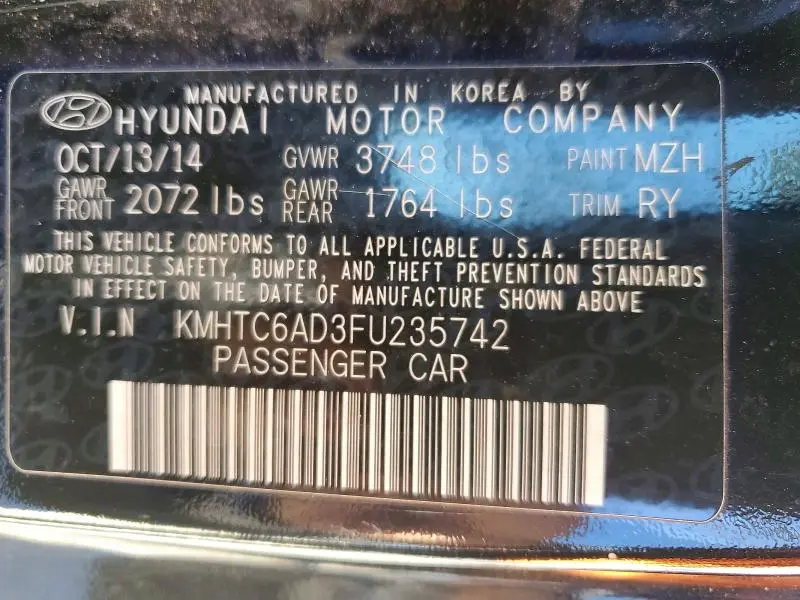 MANUFACTURED IN KOREA BY
HYUNDAI MOTOR COMPANY
OCT/13/14 GVWR 3748 lbs PAINT MZH
GAWR FRONT 2072 lbs GAWR REAR 1764 lbs TRIM RY
THIS VEHICLE CONFORMS TO ALL APPLICABLE U.S.A. FEDERAL
MOTOR VEHICLE SAFETY, BUMPER, AND THEFT PREVENTION STANDARDS
IN EFFECT ON THE DATE OF MANUFACTURE SHOWN ABOVE
V.I.N KMHTC6AD3FU235742
PASSENGER CAR